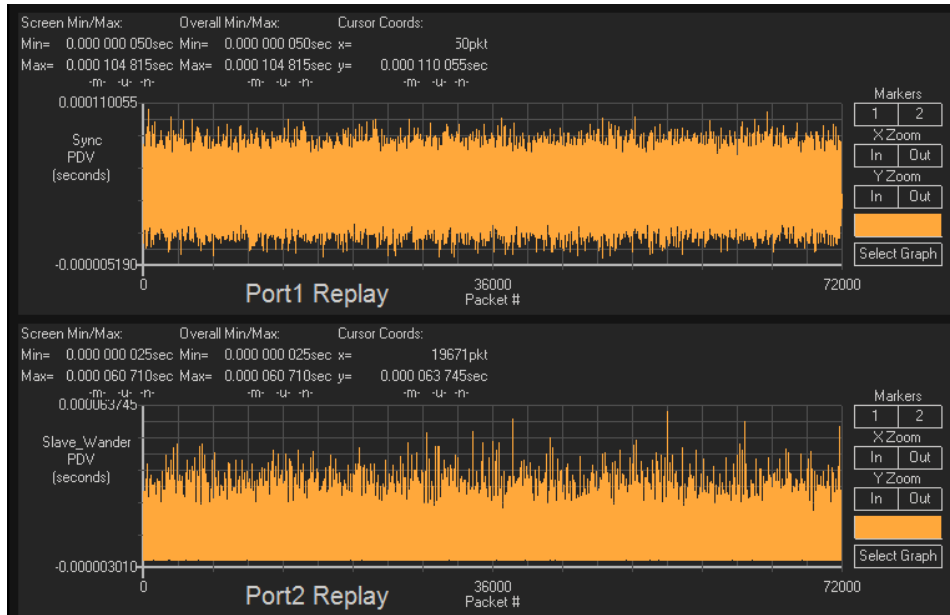 Screen Min/Max: Overall Min/Max: Cursor Coords:
Min= 0.000 000 050sec Min= 0.000 000 050sec x= 50pkt
Max= 0.000 104 815sec Max= 0.000 104 815sec y= 0.000 110 055sec
-m- -u- -n- -m- -u- -n- -m- -u- -n-
0.000110055
Sync
PDV
(seconds)
-0.000005190
0 36000 72000
Port1 Replay
Packet #
Markers
1 2
X Zoom
In Out
Y Zoom
In Out
Select Graph
Screen Min/Max: Overall Min/Max: Cursor Coords:
Min= 0.000 000 025sec Min= 0.000 000 025sec x= 19671pkt
Max= 0.000 060 710sec Max= 0.000 060 710sec y= 0.000 063 745sec
-m- -u- -n- -m- -u- -n- -m- -u- -n-
0.000063745
Slave_Wander
PDV
(seconds)
-0.000003010
0 36000 72000
Port2 Replay
Packet #
Markers
1 2
X Zoom
In Out
Y Zoom
In Out
Select Graph